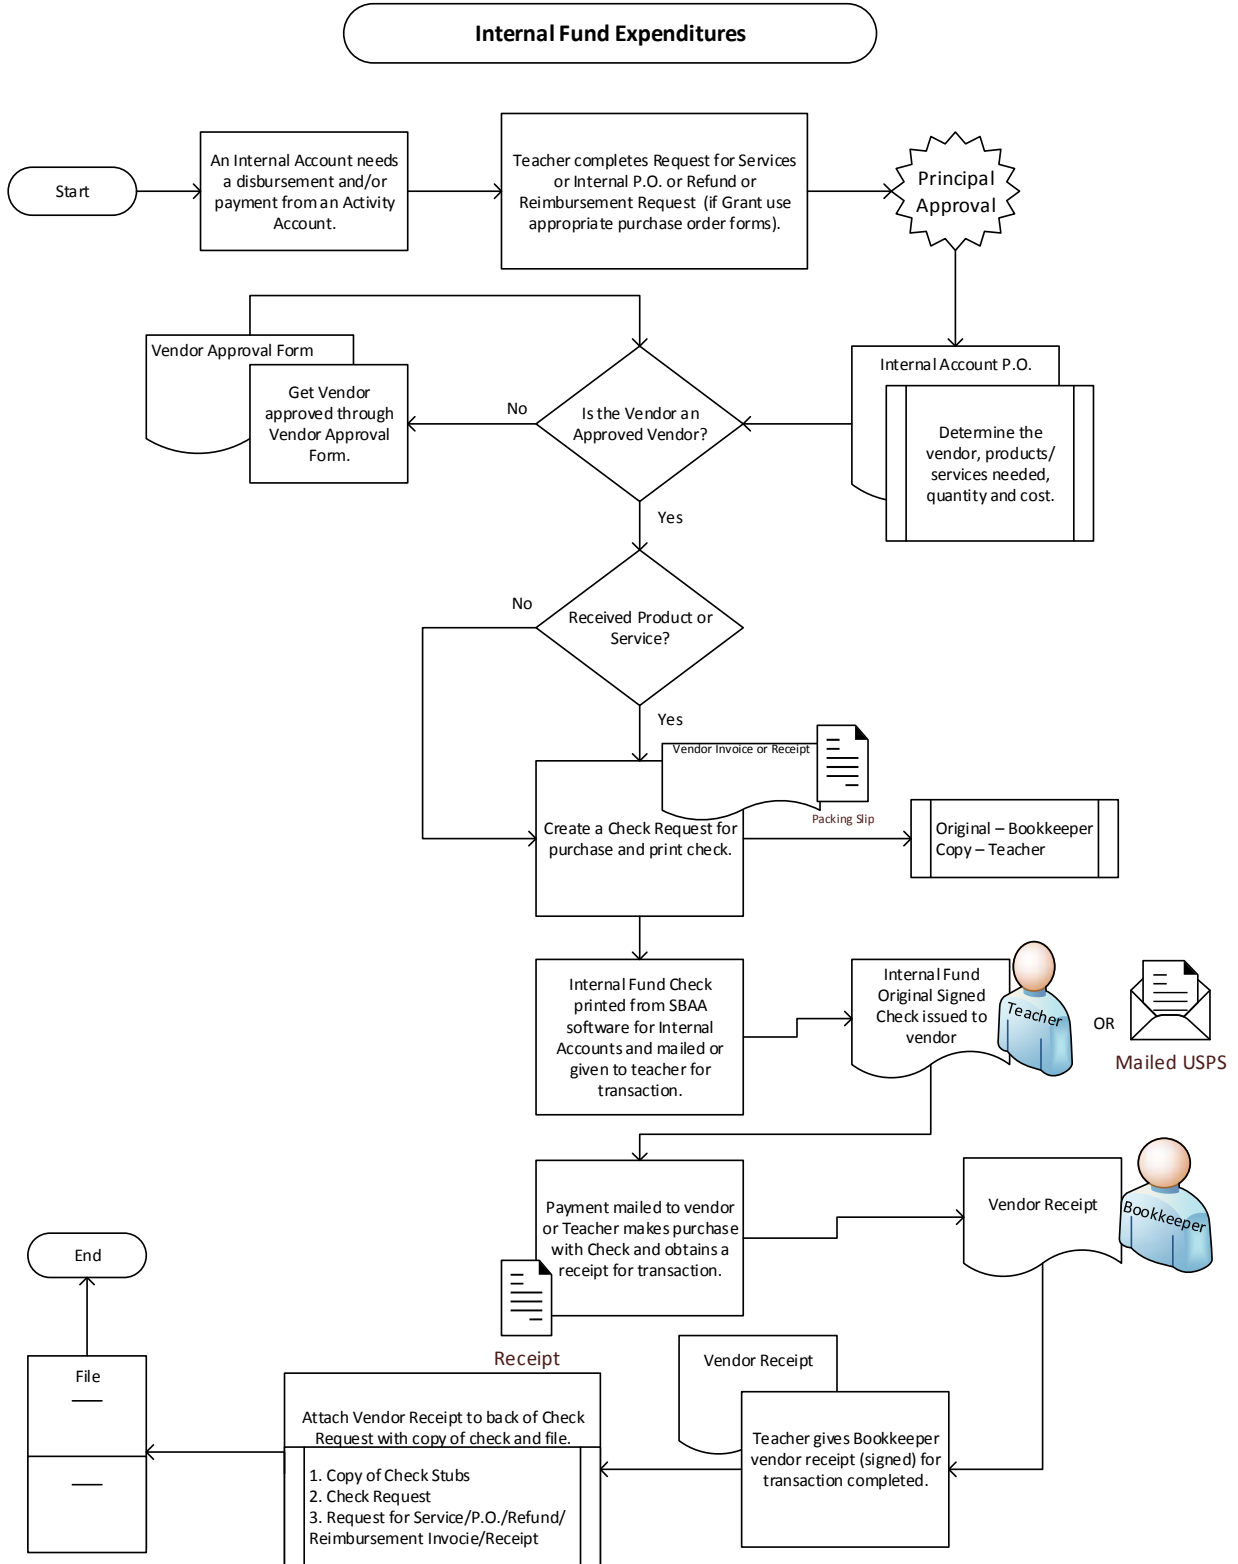 Internal Fund Expenditures
Start
An Internal Account needs
a disbursement and/or
payment from an Activity
Account.
Teacher completes Request for Services
or Internal P.O. or Refund or
Reimbursement Request (if Grant use
appropriate purchase order forms).
Principal
Approval
Vendor Approval Form
Get Vendor
approved through
Vendor Approval
Form.
No
Is the Vendor an
Approved Vendor?
Internal Account P.O.
Determine the
vendor, products/
services needed,
quantity and cost.
Yes
No
Received Product or
Service?
Yes
Vendor Invoice or Receipt
Packing Slip
Create a Check Request for
purchase and print check.
Original – Bookkeeper
Copy – Teacher
Internal Fund Check
printed from SBAA
software for Internal
Accounts and mailed or
given to teacher for
transaction.
Internal Fund
Original Signed
Check issued to
vendor
Teacher
OR
Mailed USPS
Payment mailed to vendor
or Teacher makes purchase
with Check and obtains a
receipt for transaction.
Receipt
Vendor Receipt
Bookkeeper
Vendor Receipt
Teacher gives Bookkeeper
vendor receipt (signed) for
transaction completed.
Attach Vendor Receipt to back of Check
Request with copy of check and file.
1. Copy of Check Stubs
2. Check Request
3. Request for Service/P.O./Refund/
Reimbursement Invocie/Receipt
File
End